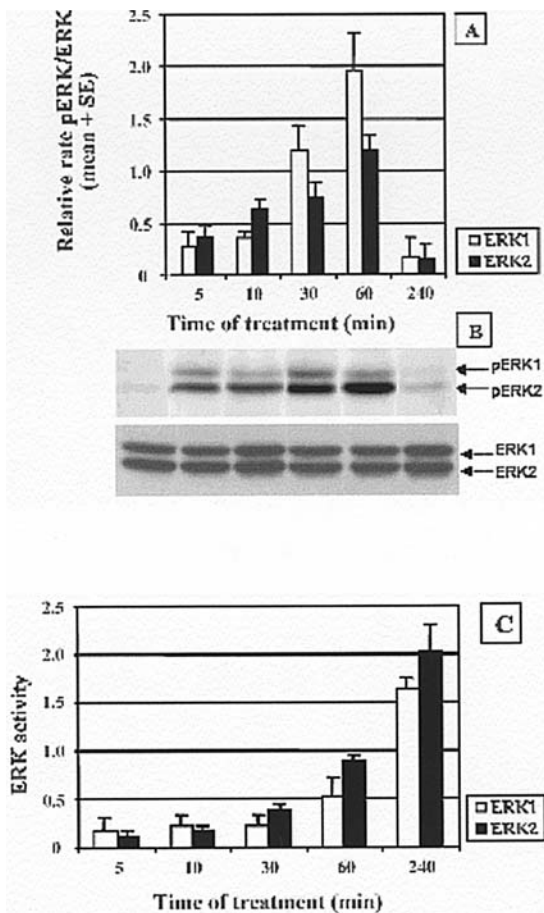 A
Relative rate pERK/ERK
(mean + SE)
2.5
2.0
1.5
1.0
0.5
0
5 10 30 60 240
ERK1
ERK2
Time of treatment (min)
B
pERK1
pERK2
ERK1
ERK2
C
ERK activity
2.5
2.0
1.5
1.0
0.5
0
5 10 30 60 240
ERK1
ERK2
Time of treatment (min)